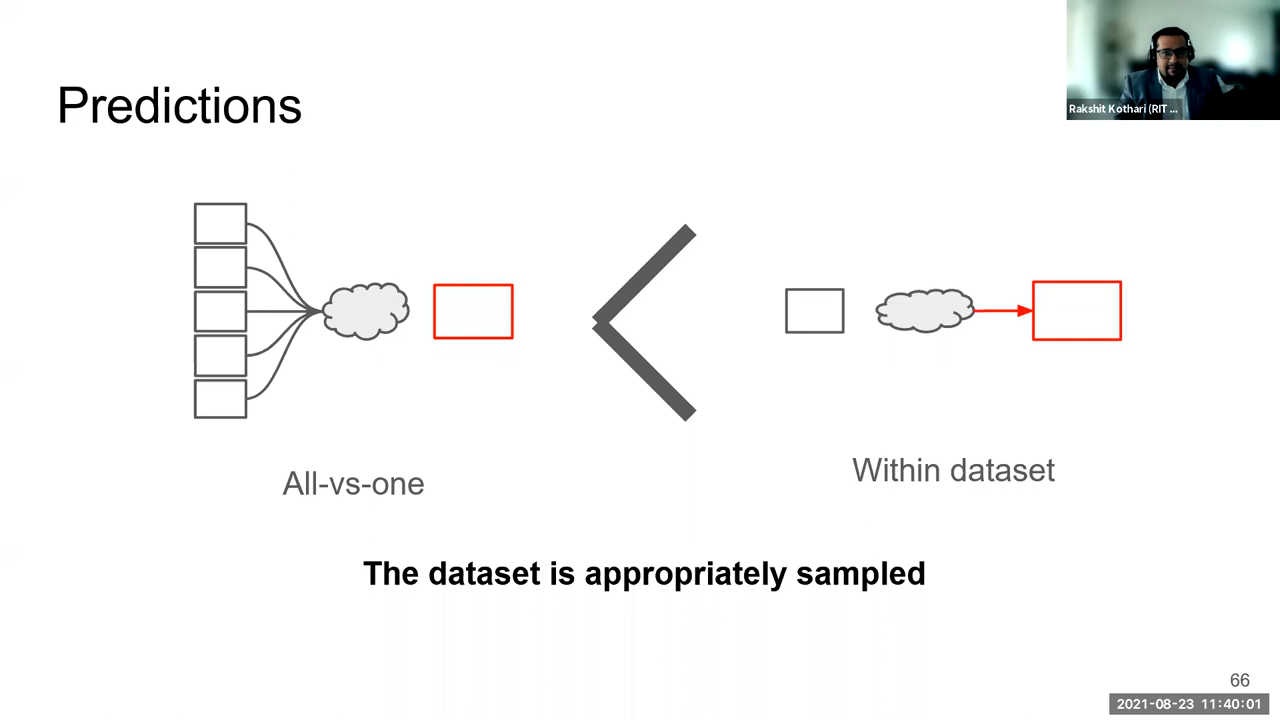 Predictions
Rakshit Kothari (RIT ...
All-vs-one
Within dataset
The dataset is appropriately sampled
66
2021-08-23 11:40:01